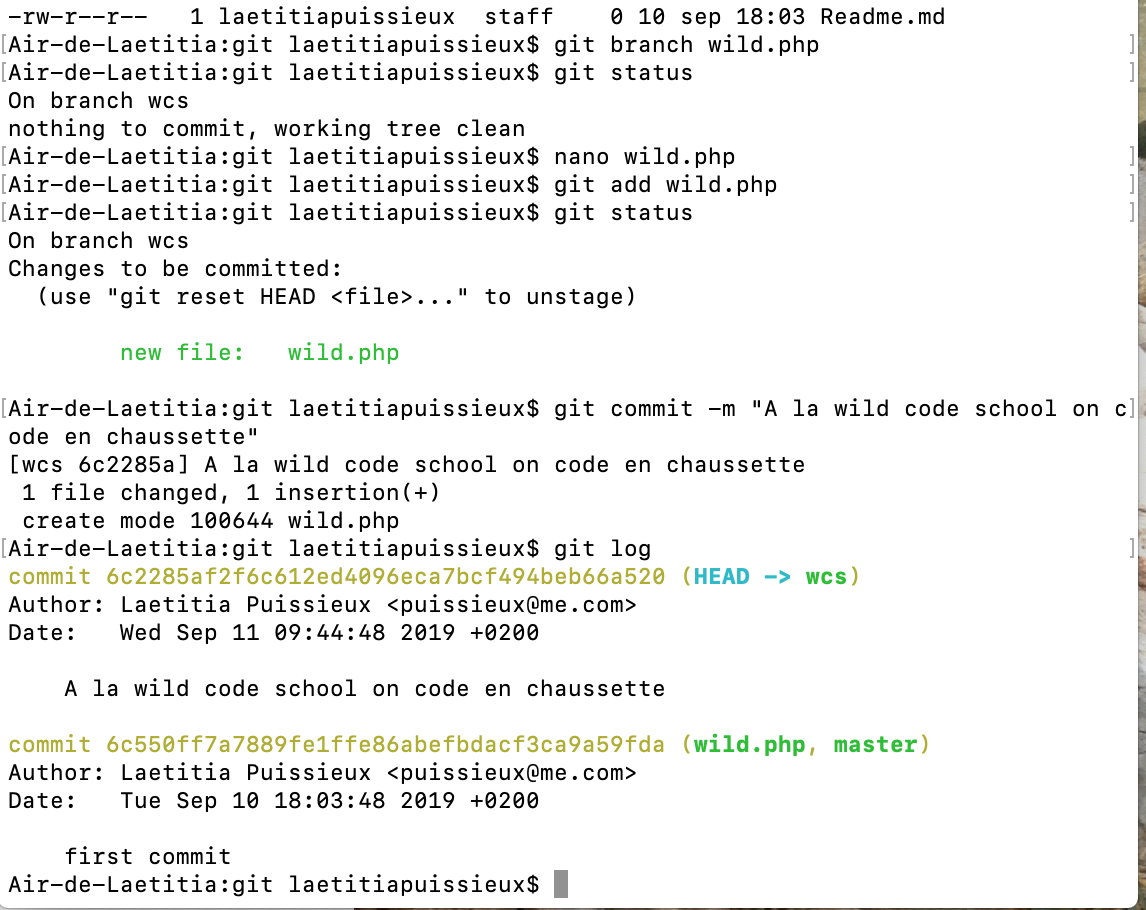 -rw-r--r--   1 laetitiapuissieux  staff    0 10 sep 18:03 Readme.md
[Air-de-Laetitia:git laetitiapuissieux$ git branch wild.php ]
[Air-de-Laetitia:git laetitiapuissieux$ git status ]
On branch wcs
nothing to commit, working tree clean
[Air-de-Laetitia:git laetitiapuissieux$ nano wild.php ]
[Air-de-Laetitia:git laetitiapuissieux$ git add wild.php ]
[Air-de-Laetitia:git laetitiapuissieux$ git status ]
On branch wcs
Changes to be committed:
  (use "git reset HEAD <file>..." to unstage)
        new file:   wild.php
[Air-de-Laetitia:git laetitiapuissieux$ git commit -m "A la wild code school on c]
ode en chaussette"
[wcs 6c2285a] A la wild code school on code en chaussette
 1 file changed, 1 insertion(+)
 create mode 100644 wild.php
[Air-de-Laetitia:git laetitiapuissieux$ git log ]
commit 6c2285af2f6c612ed4096eca7bcf494beb66a520 (HEAD -> wcs)
Author: Laetitia Puissieux <puissieux@me.com>
Date:   Wed Sep 11 09:44:48 2019 +0200
    A la wild code school on code en chaussette
commit 6c550ff7a7889fe1ffe86abefbdacf3ca9a59fda (wild.php, master)
Author: Laetitia Puissieux <puissieux@me.com>
Date:   Tue Sep 10 18:03:48 2019 +0200
    first commit
Air-de-Laetitia:git laetitiapuissieux$